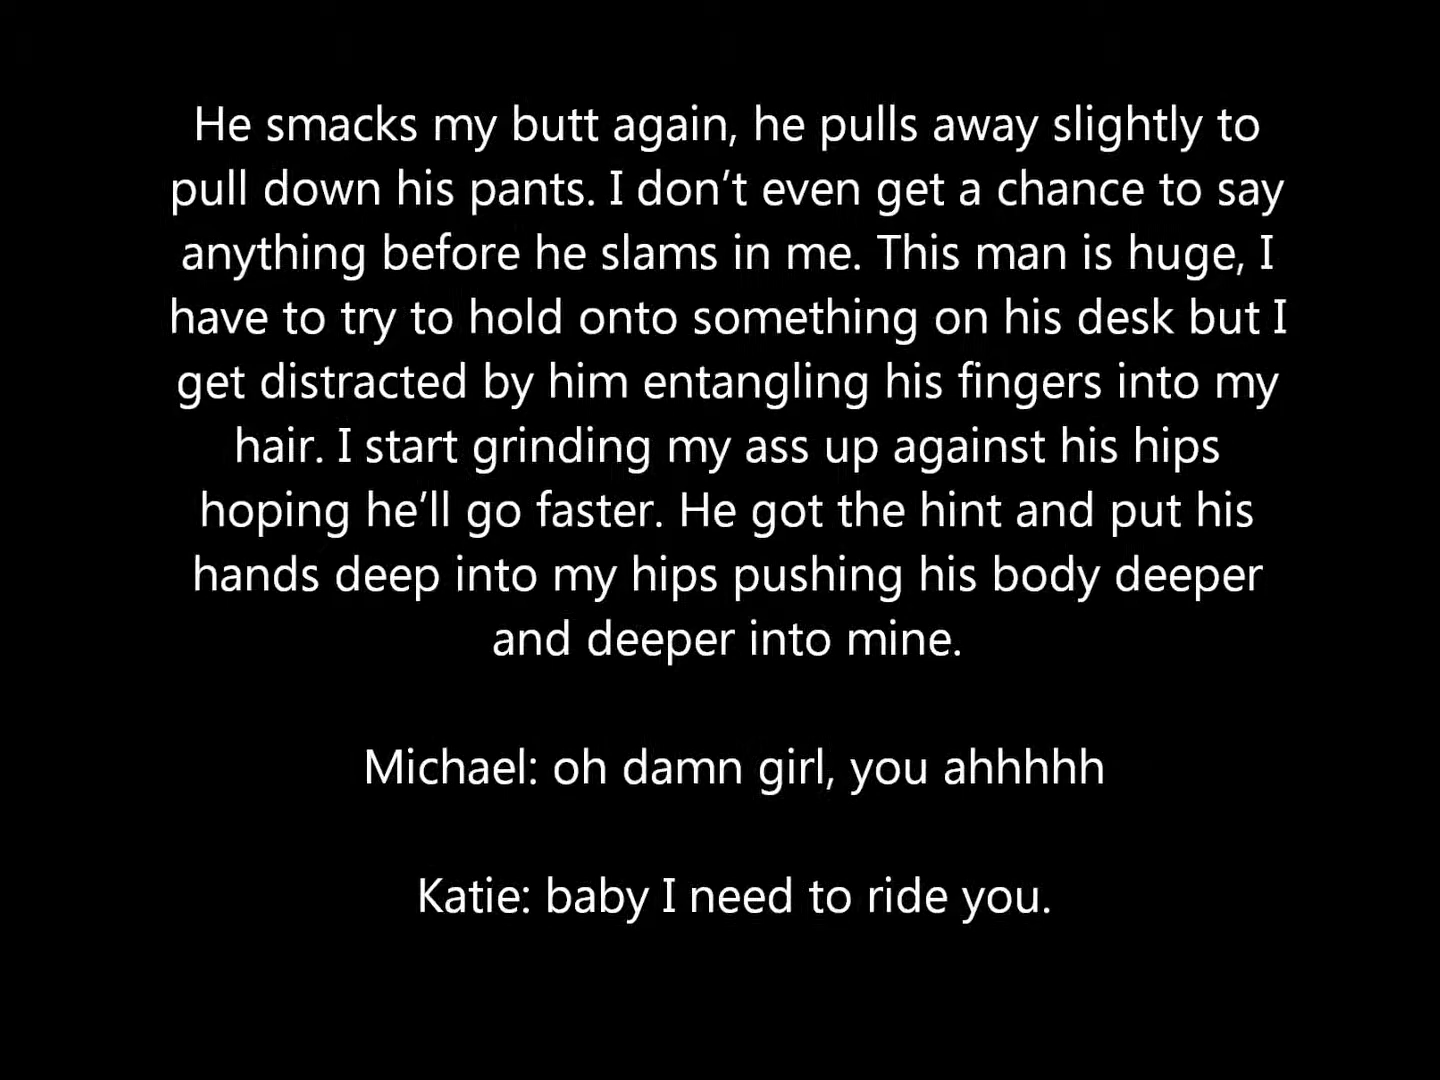 He smacks my butt again, he pulls away slightly to
pull down his pants. I don’t even get a chance to say
anything before he slams in me. This man is huge, I
have to try to hold onto something on his desk but I
get distracted by him entangling his fingers into my
hair. I start grinding my ass up against his hips
hoping he’ll go faster. He got the hint and put his
hands deep into my hips pushing his body deeper
and deeper into mine.
Michael: oh damn girl, you ahhhhh
Katie: baby I need to ride you.